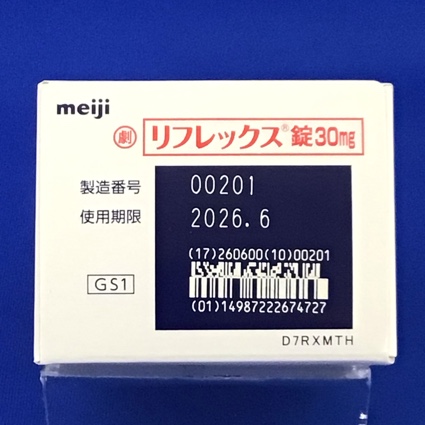 meiji
劇 リフレックス®錠30mg
製造番号 00201
使用期限 2026.6
(17)260600(10)00201
GS1
(01)14987222674727
D7RXMTH